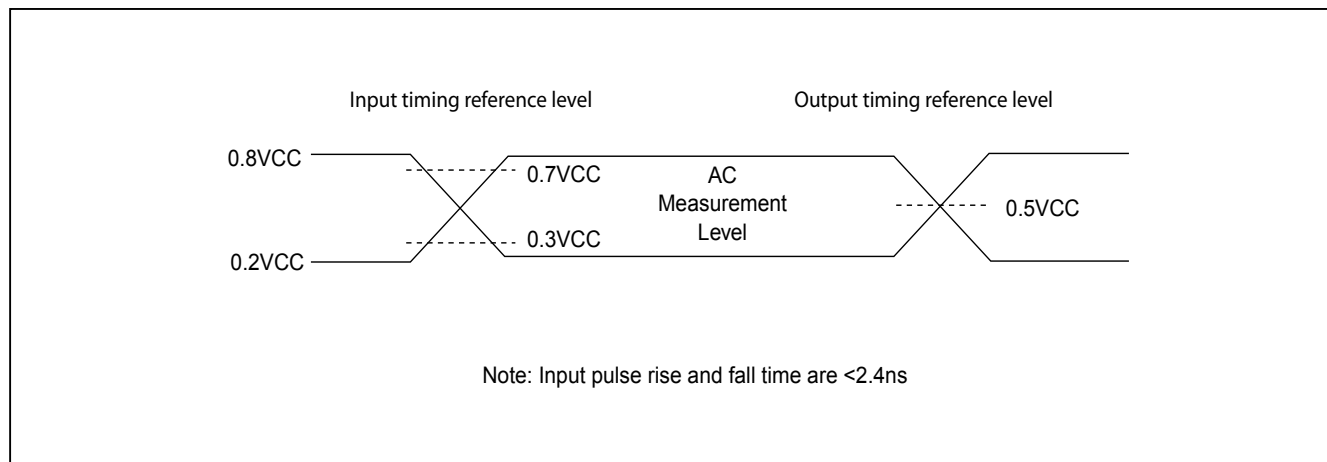 Input timing reference level
Output timing reference level
0.8VCC
0.7VCC
AC
Measurement
Level
0.5VCC
0.3VCC
0.2VCC
Note: Input pulse rise and fall time are <2.4ns